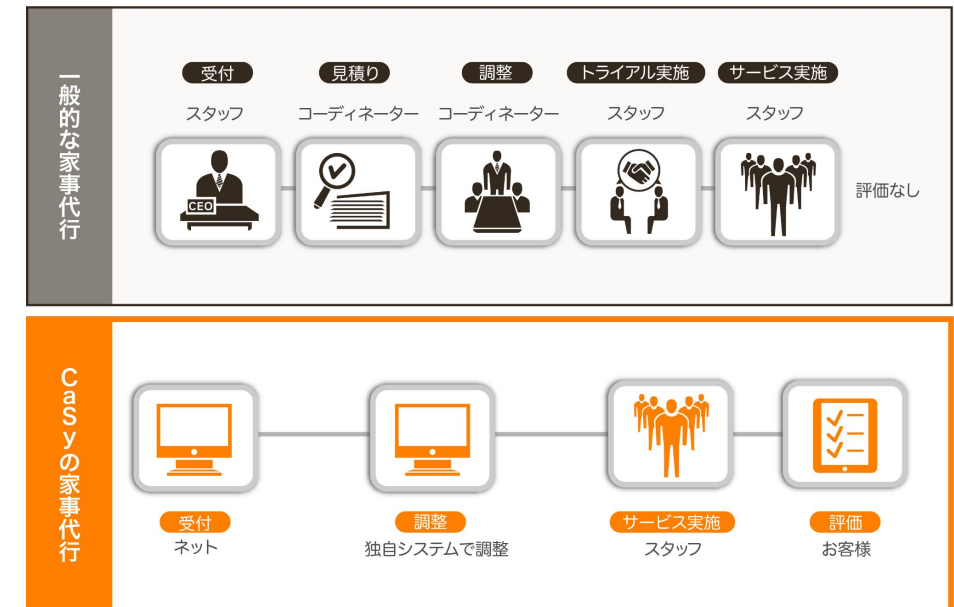 一般的な家事代行
受付 見積り 調整 トライアル実施 サービス実施
スタッフ コーディネーター コーディネーター スタッフ スタッフ
CEO
評価なし
CaSyの家事代行
受付 調整 サービス実施 評価
ネット 独自システムで調整 スタッフ お客様